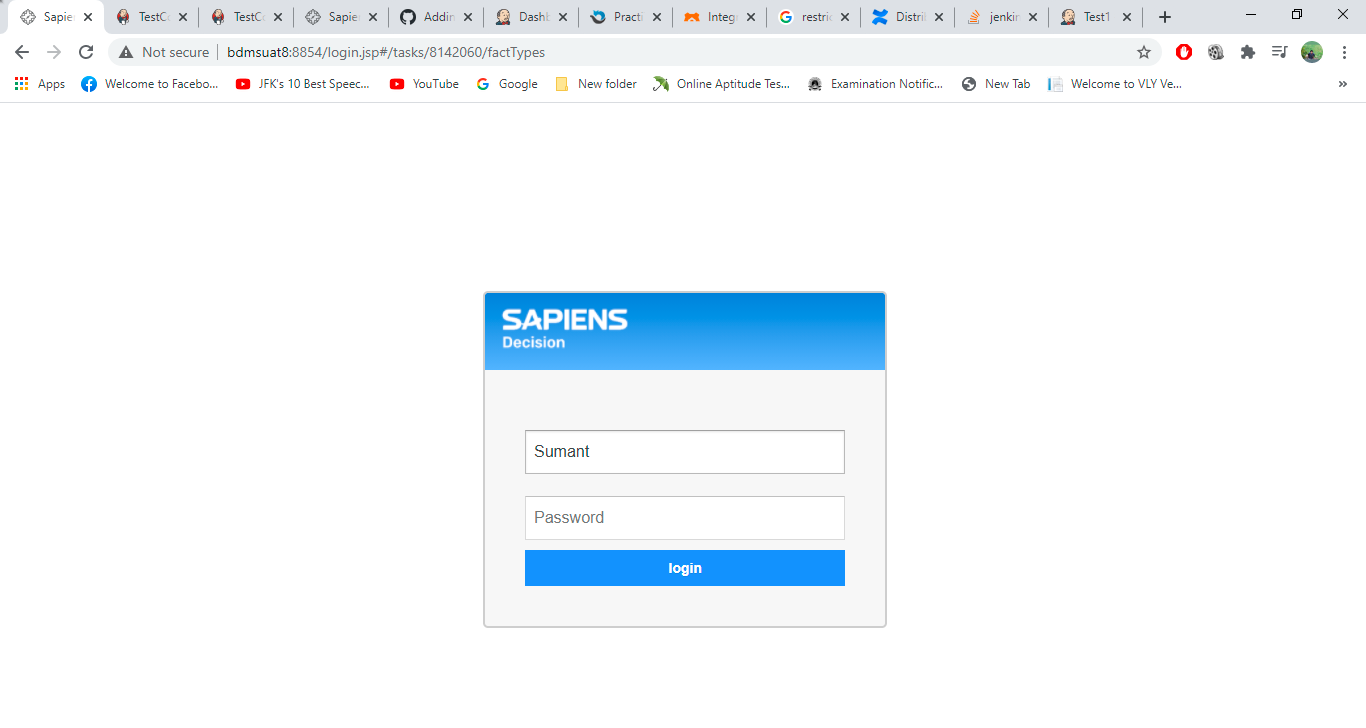 Sapie TestC TestC Sapie Addin Dash Practi Integ restri Distri jenkin Test1
Not secure bdmsuat8:8854/login.jsp#/tasks/8142060/factTypes
Apps Welcome to Facebo... JFK's 10 Best Speec... YouTube Google New folder Online Aptitude Tes... Examination Notific... New Tab Welcome to VLY Ve... »
SAPIENS
Decision
Sumant
Password
login